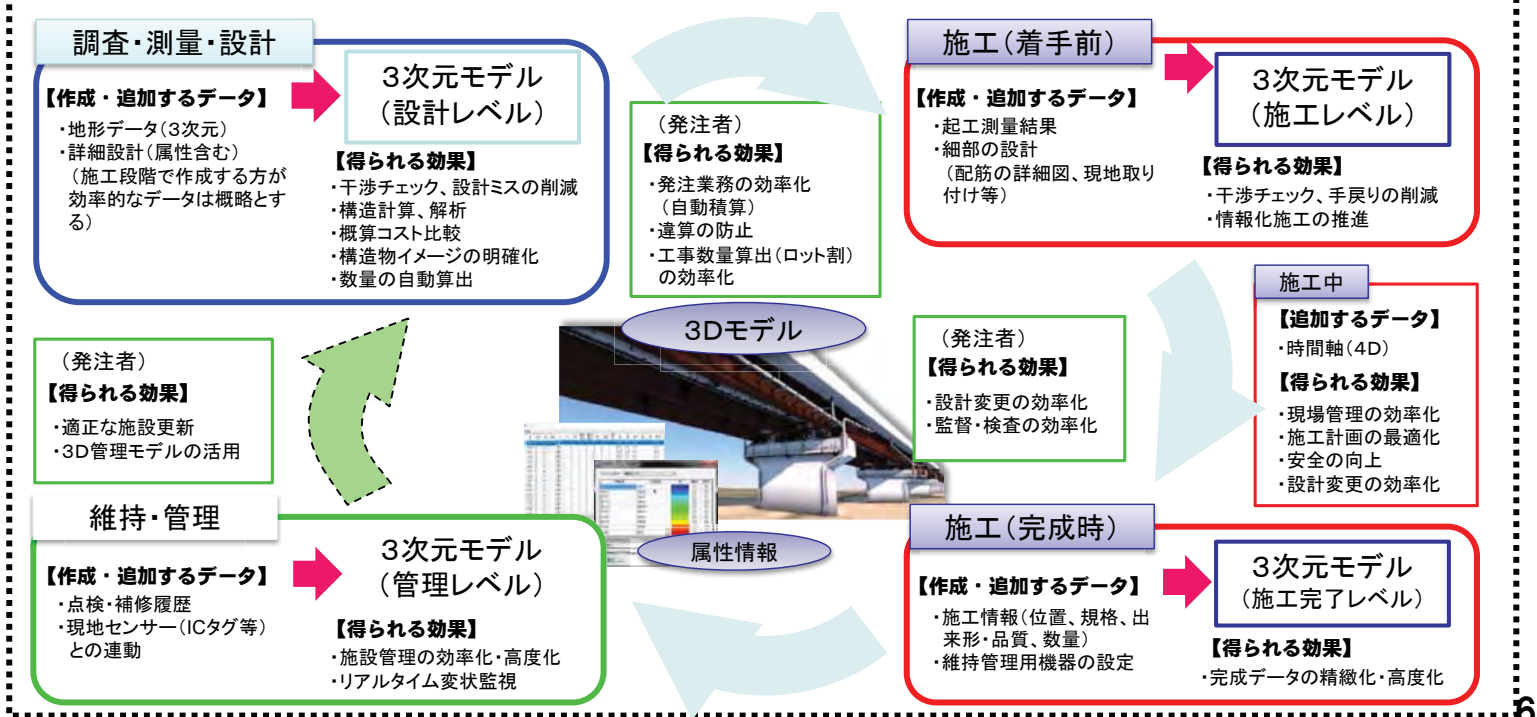 調査・測量・設計
【作成・追加するデータ】
・地形データ(3次元)
・詳細設計(属性含む)
(施工段階で作成する方が
効率的なデータは概略とす
る)
3次元モデル
(設計レベル)
【得られる効果】
・干渉チェック、設計ミスの削減
・構造計算、解析
・概算コスト比較
・構造物イメージの明確化
・数量の自動算出
(発注者)
【得られる効果】
・発注業務の効率化
(自動積算)
・違算の防止
・工事数量算出(ロット割)
の効率化
施工(着手前)
【作成・追加するデータ】
・起工測量結果
・細部の設計
(配筋の詳細図、現地取り
付け等)
3次元モデル
(施工レベル)
【得られる効果】
・干渉チェック、手戻りの削減
・情報化施工の推進
施工中
【追加するデータ】
・時間軸(4D)
【得られる効果】
・現場管理の効率化
・施工計画の最適化
・安全の向上
・設計変更の効率化
(発注者)
【得られる効果】
・設計変更の効率化
・監督・検査の効率化
3Dモデル
属性情報
(発注者)
【得られる効果】
・適正な施設更新
・3D管理モデルの活用
維持・管理
【作成・追加するデータ】
・点検・補修履歴
・現地センサー(ICタグ等)
との連動
3次元モデル
(管理レベル)
【得られる効果】
・施設管理の効率化・高度化
・リアルタイム変状監視
施工(完成時)
【作成・追加するデータ】
・施工情報(位置、規格、出
来形・品質、数量)
・維持管理用機器の設定
3次元モデル
(施工完了レベル)
【得られる効果】
・完成データの精緻化・高度化
6